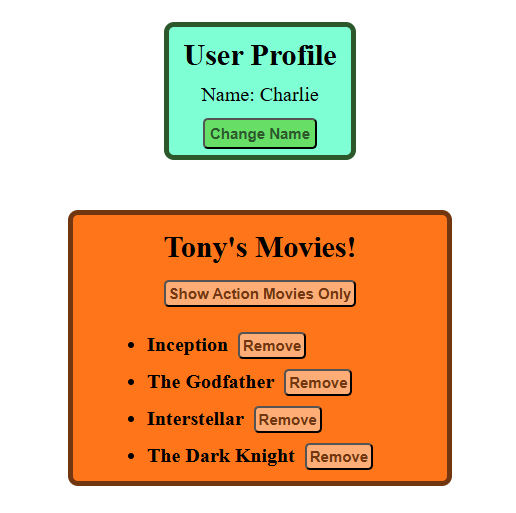 User Profile
Name: Charlie
Change Name
Tony's Movies!
Show Action Movies Only
Inception Remove
The Godfather Remove
Interstellar Remove
The Dark Knight Remove